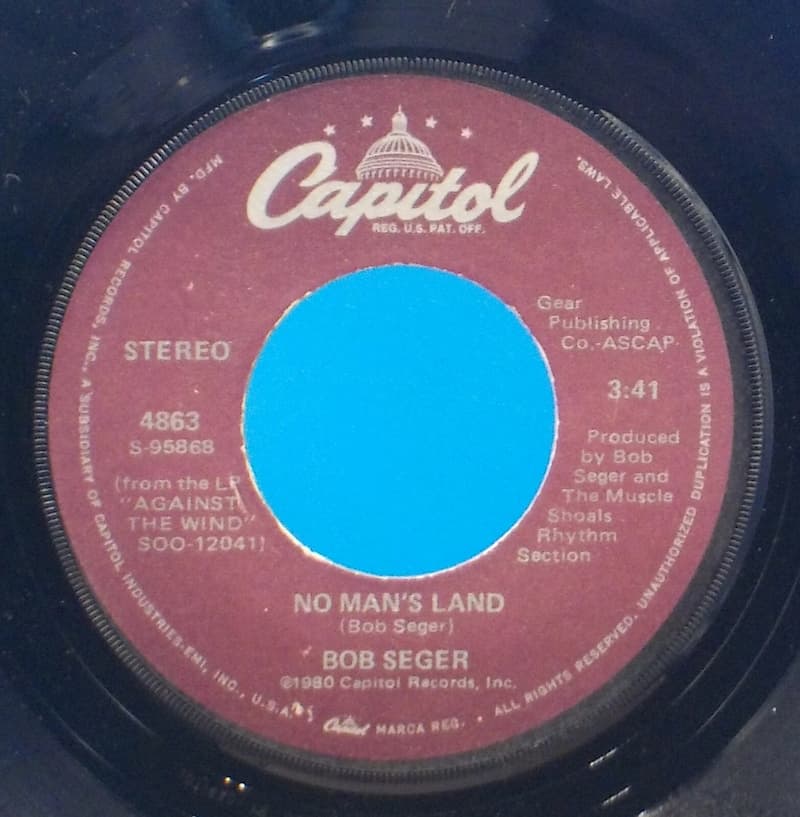 Capitol
REG. U.S. PAT. OFF.
STEREO
4863
S-95868
(from the LP
"AGAINST
THE WIND"
SOO-12041)
Gear
Publishing
Co.-ASCAP
3:41
Produced
by Bob
Seger and
The Muscle
Shoals
Rhythm
Section
NO MAN'S LAND
(Bob Seger)
BOB SEGER
©1980 Capitol Records, Inc.
MFD. BY CAPITOL RECORDS, INC., A SUBSIDIARY OF CAPITOL INDUSTRIES-EMI, INC., U.S.A. • Capitol MARCA REG. • ALL RIGHTS RESERVED. UNAUTHORIZED DUPLICATION IS A VIOLATION OF APPLICABLE LAWS.